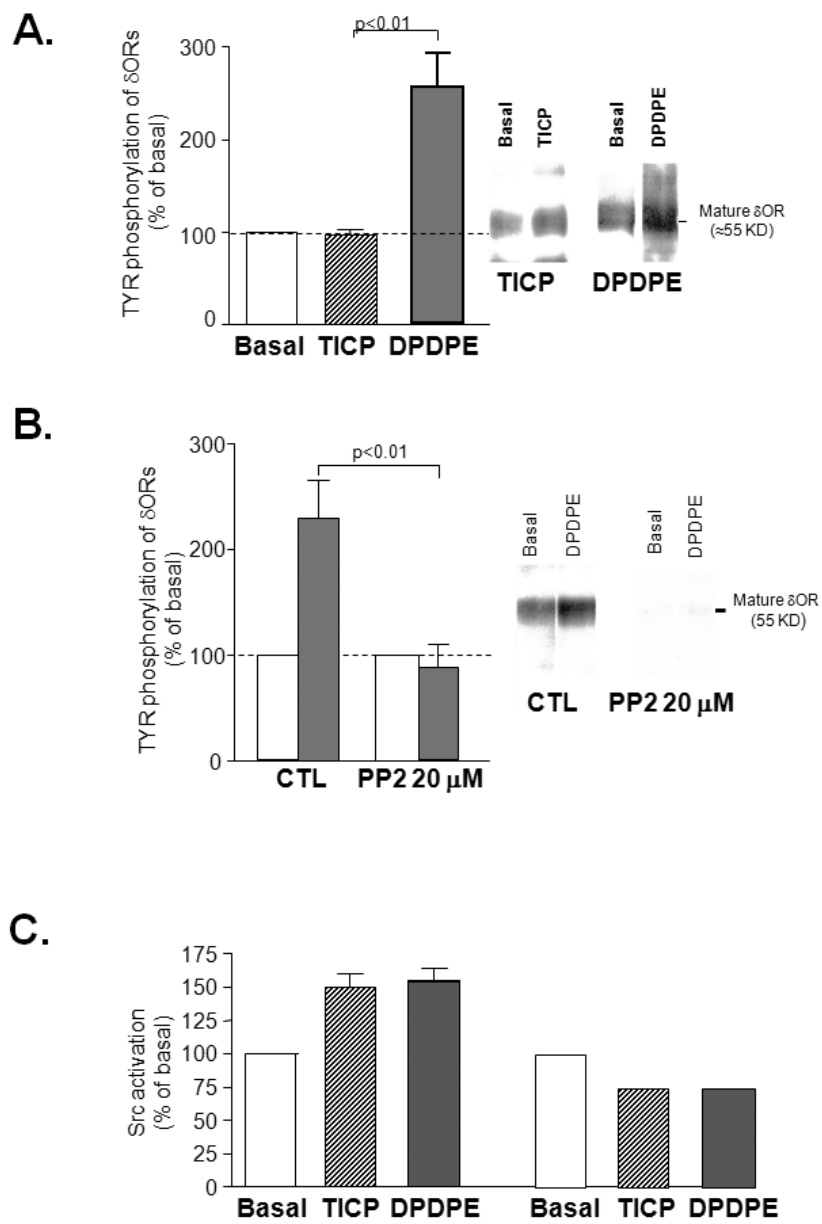 A.
p<0.01
300
200
100
0
TYR phosphorylation of δORs
(% of basal)
Basal TICP DPDPE
Basal
TICP
Basal
DPDPE
Mature δOR
(≈55 KD)
TICP DPDPE
B.
p<0.01
300
200
100
0
TYR phosphorylation of δORs
(% of basal)
CTL PP2 20 μM
Basal
DPDPE
Basal
DPDPE
Mature δOR
(55 KD)
CTL PP2 20 μM
C.
175
150
125
100
75
50
25
0
Src activation
(% of basal)
Basal TICP DPDPE Basal TICP DPDPE